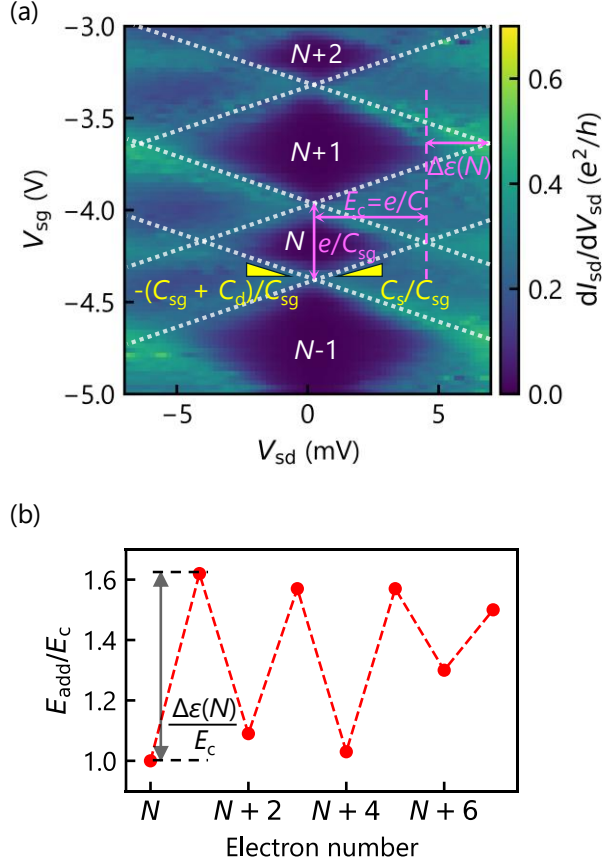 (a)
−3.0
−3.5
−4.0
−4.5
−5.0
V_sg (V)
N+2
N+1
N
N-1
Δε(N)
E_c=e/C
e/C_sg
-(C_sg + C_d)/C_sg
C_s/C_sg
−5
0
5
V_sd (mV)
0.6
0.4
0.2
0.0
dI_sd/dV_sd (e²/h)
(b)
1.6
1.4
1.2
1.0
E_add/E_c
Δε(N)
E_c
N
N + 2
N + 4
N + 6
Electron number